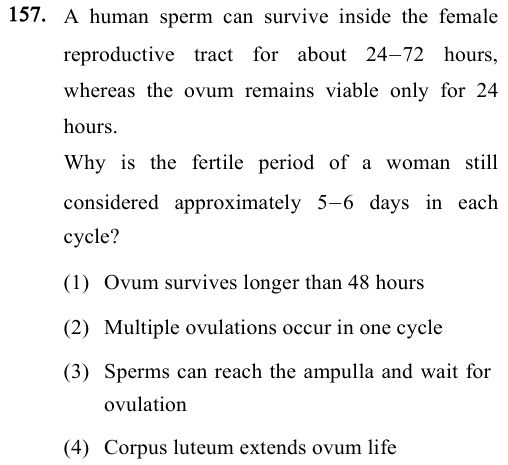 157. A human sperm can survive inside the female
reproductive tract for about 24–72 hours,
whereas the ovum remains viable only for 24
hours.
Why is the fertile period of a woman still
considered approximately 5–6 days in each
cycle?
(1) Ovum survives longer than 48 hours
(2) Multiple ovulations occur in one cycle
(3) Sperms can reach the ampulla and wait for
ovulation
(4) Corpus luteum extends ovum life